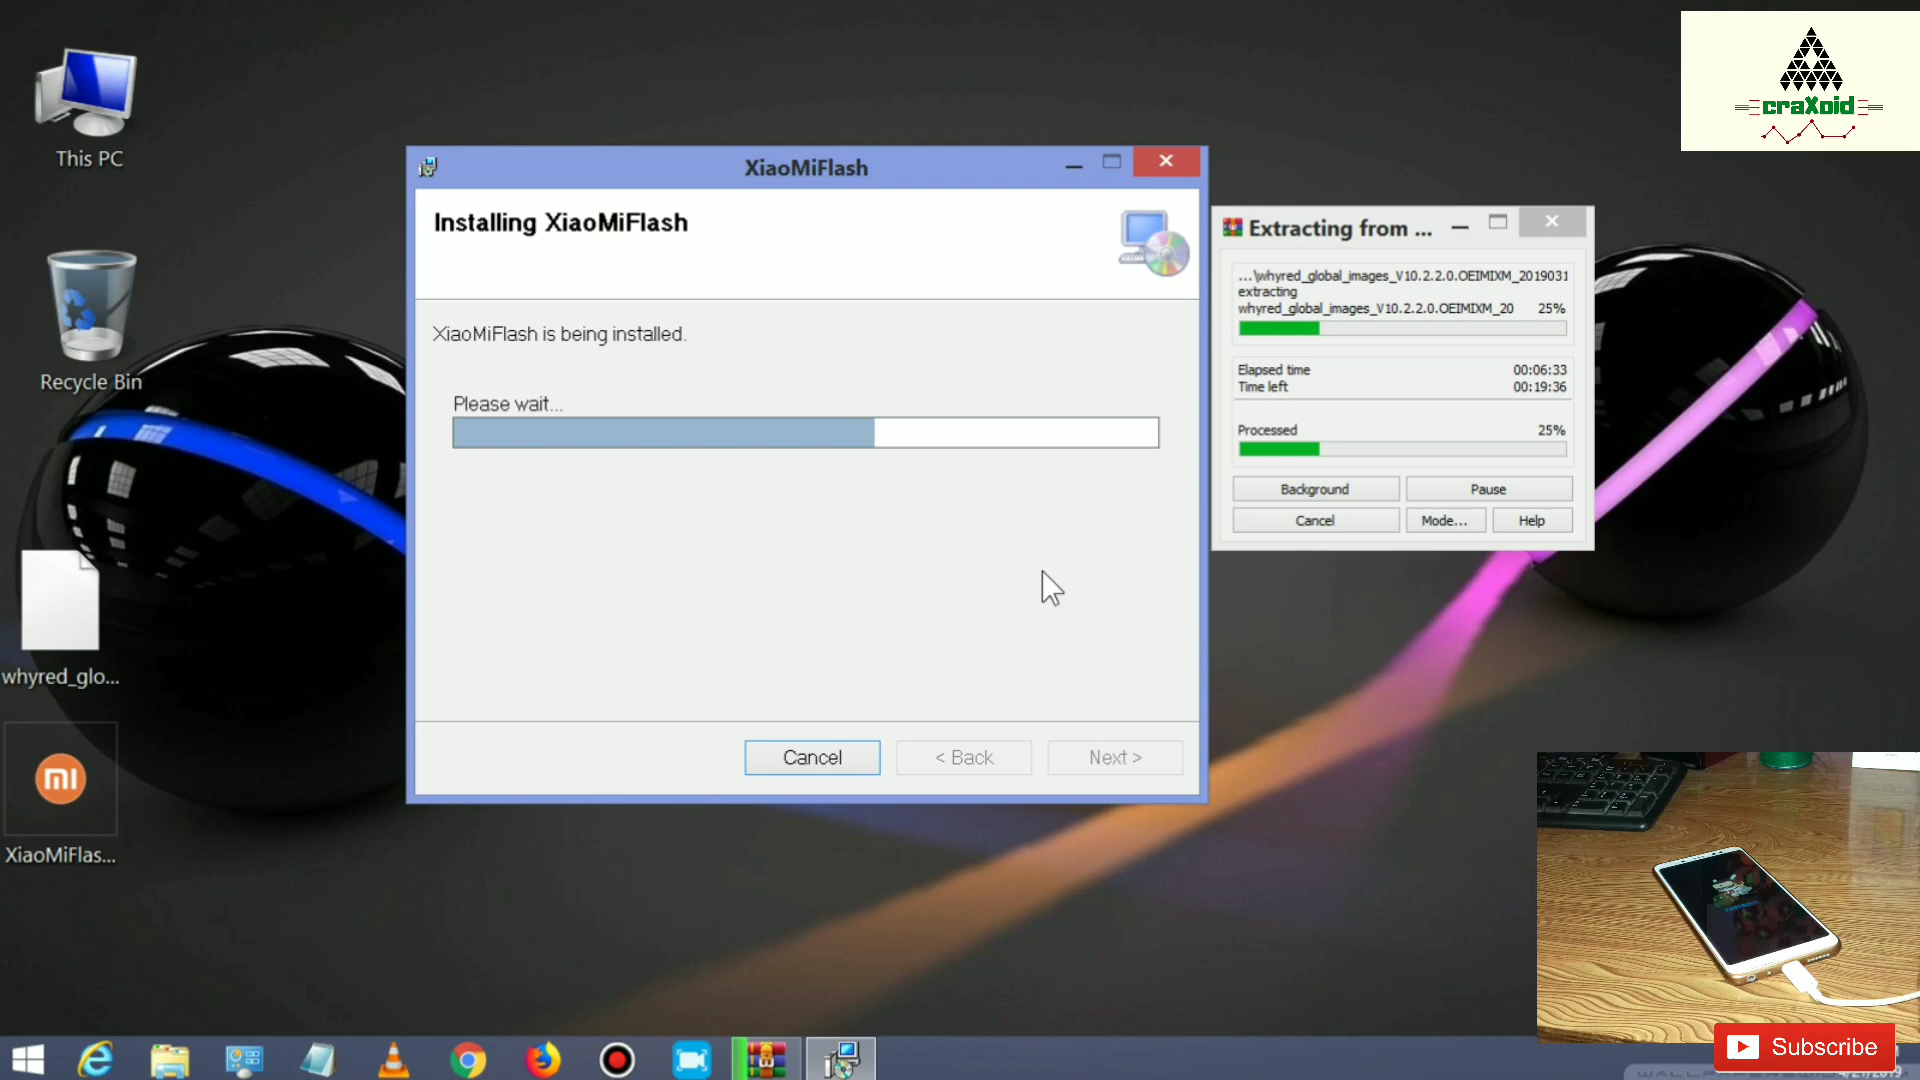 This PC
Recycle Bin
whyred_glo...
XiaoMiFlas...
XiaoMiFlash
Installing XiaoMiFlash
XiaoMiFlash is being installed.
Please wait...
Cancel
< Back
Next >
Extracting from ...
...\whyred_global_images_V10.2.2.0.OEIMIXM_2019031
extracting
whyred_global_images_V10.2.2.0.OEIMIXM_20 25%
Elapsed time 00:06:33
Time left 00:19:36
Processed 25%
Background
Pause
Cancel
Mode...
Help
craXoid
FASTBOOT
Subscribe